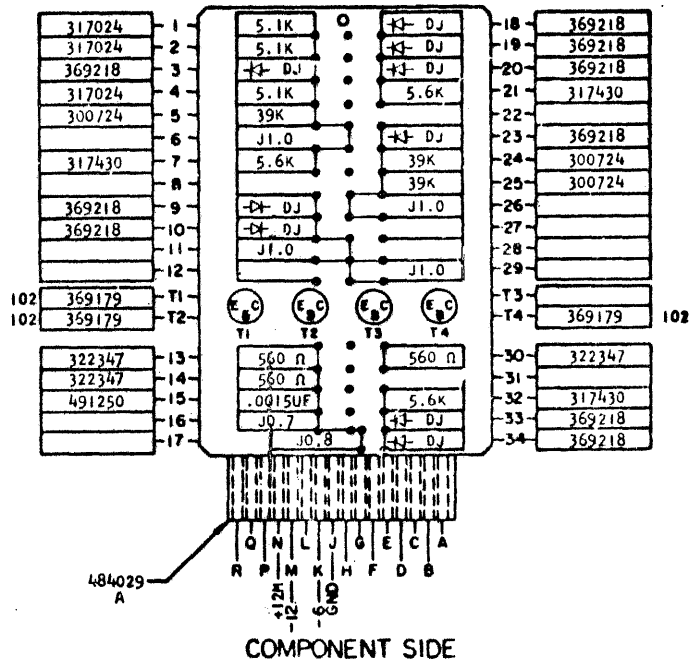 317024 1 5.1K O DJ 18 369218
317024 2 5.1K DJ 19 369218
369218 3 DJ DJ 20 369218
317024 4 5.1K 5.6K 21 317430
300724 5 39K 22
6 J1.0 DJ 23 369218
317430 7 5.6K 39K 24 300724
8 39K 25 300724
369218 9 DJ J1.0 26
369218 10 DJ 27
11 J1.0 28
12 J1.0 29
102 369179 T1 E B C E B C E B C E B C T3
102 369179 T2 T1 T2 T3 T4 T4 369179 102
322347 13 560 Ω 560 Ω 30 322347
322347 14 560 Ω 31
491250 15 .0015UF 5.6K 32 317430
16 J0.7 DJ 33 369218
17 J0.8 DJ 34 369218
Q N L J G E C A
R P M K H F D B
484029
A
+12M -12 -6 GND
COMPONENT SIDE